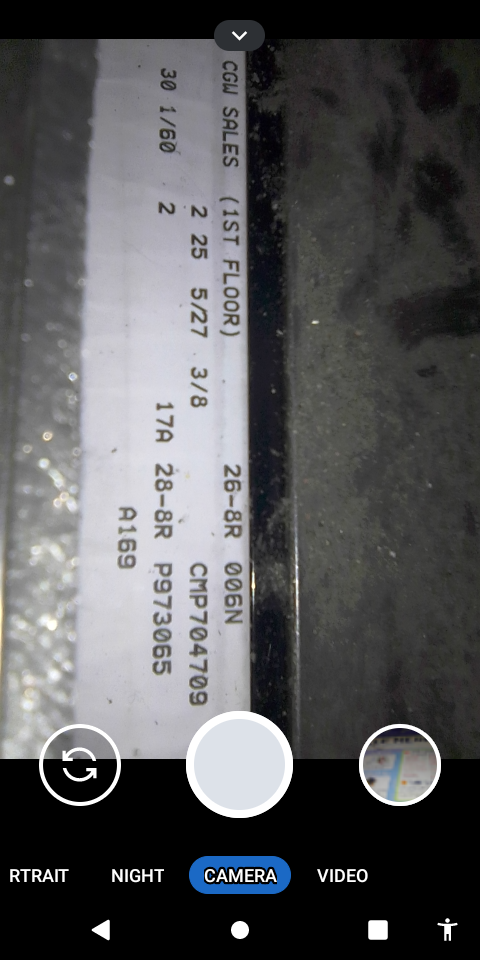 CGW SALES (1ST FLOOR) 26-8R 006N
2 25 5/27 3/8 CMP704709
30 1/60 2 17A 28-8R P973065
A169
RTRAIT NIGHT CAMERA VIDEO